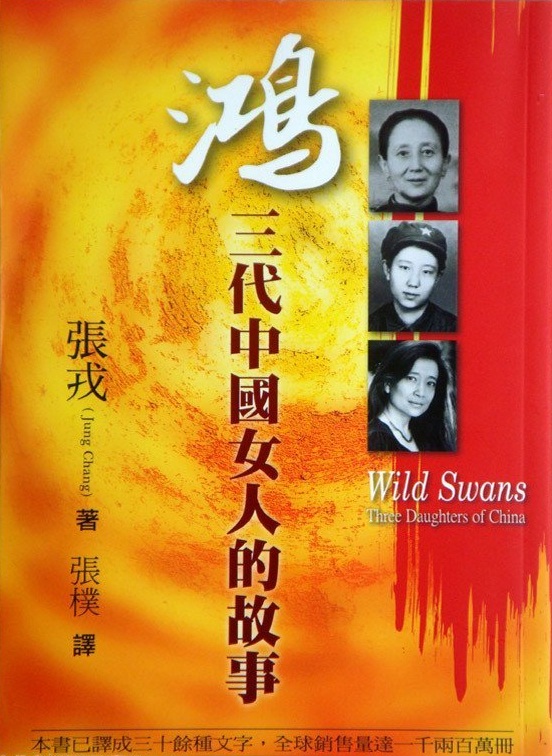 鴻
三代中國女人的故事
張戎
(Jung Chang)
著
張樸
譯
Wild Swans
Three Daughters of China
本書已譯成三十餘種文字，全球銷售量達一千兩百萬冊